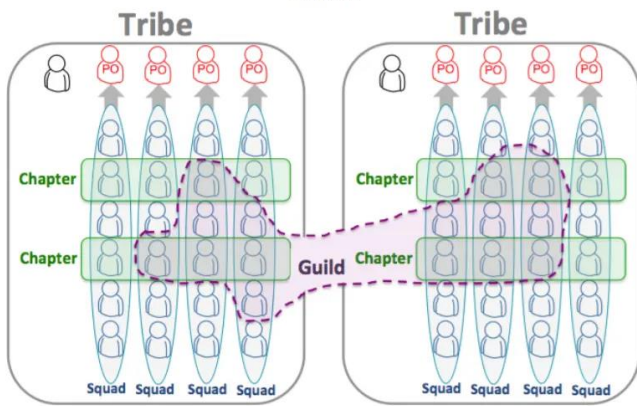 Tribe Tribe
PO PO PO PO PO PO PO PO
Chapter Chapter
Chapter Guild Chapter
Squad Squad Squad Squad Squad Squad Squad Squad